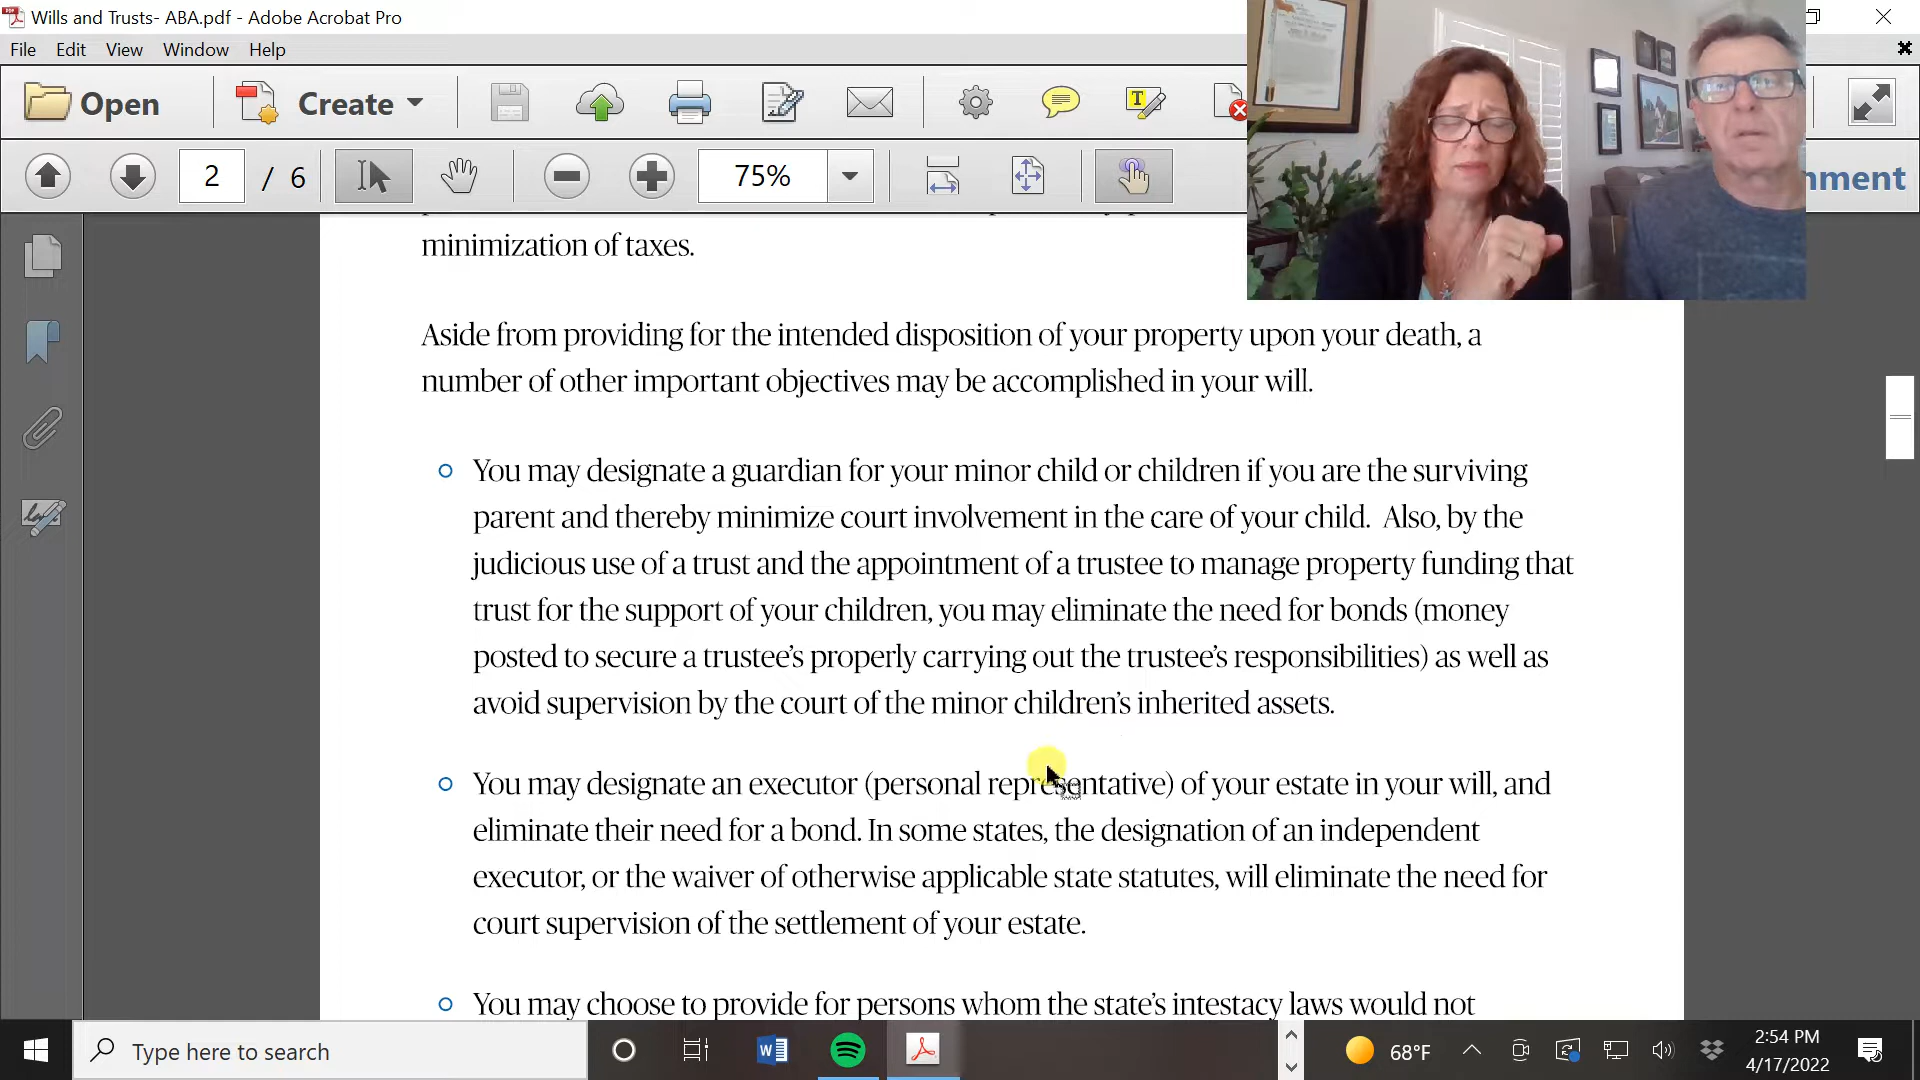 Wills and Trusts- ABA.pdf - Adobe Acrobat Pro
File Edit View Window Help
Open Create
2 / 6 75% mment
minimization of taxes.
Aside from providing for the intended disposition of your property upon your death, a
number of other important objectives may be accomplished in your will.
You may designate a guardian for your minor child or children if you are the surviving
parent and thereby minimize court involvement in the care of your child. Also, by the
judicious use of a trust and the appointment of a trustee to manage property funding that
trust for the support of your children, you may eliminate the need for bonds (money
posted to secure a trustee's properly carrying out the trustee's responsibilities) as well as
avoid supervision by the court of the minor children's inherited assets.
You may designate an executor (personal representative) of your estate in your will, and
eliminate their need for a bond. In some states, the designation of an independent
executor, or the waiver of otherwise applicable state statutes, will eliminate the need for
court supervision of the settlement of your estate.
You may choose to provide for persons whom the state's intestacy laws would not
Type here to search 68°F 2:54 PM
4/17/2022